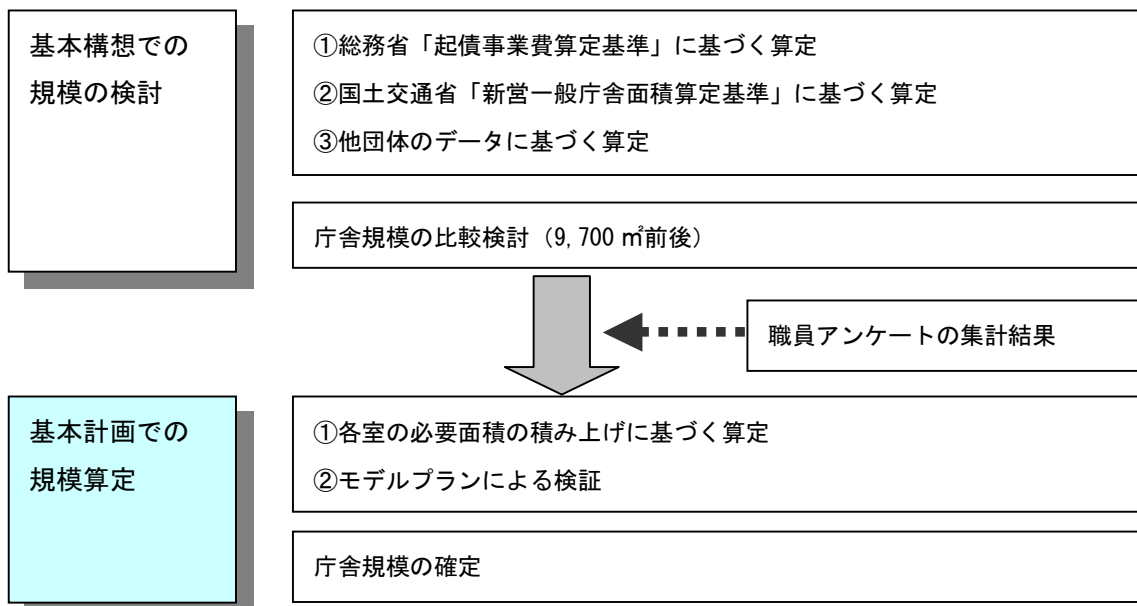 基本構想での
規模の検討
①総務省「起債事業費算定基準」に基づく算定
②国土交通省「新営一般庁舎面積算定基準」に基づく算定
③他団体のデータに基づく算定
庁舎規模の比較検討（9,700 ㎡前後）
職員アンケートの集計結果
基本計画での
規模算定
①各室の必要面積の積み上げに基づく算定
②モデルプランによる検証
庁舎規模の確定